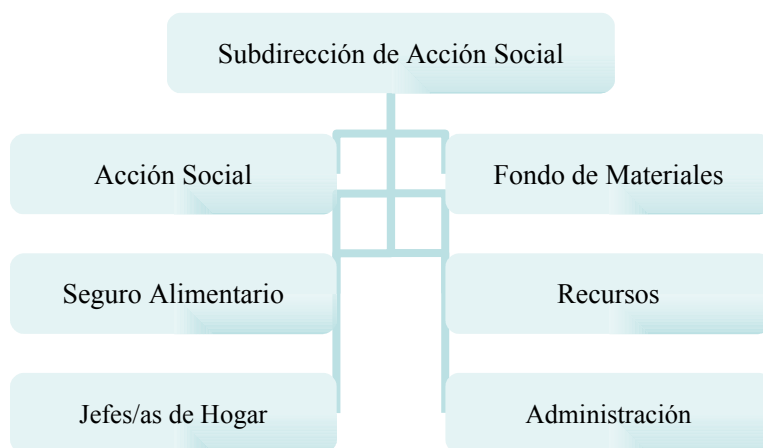 Subdirección de Acción Social
Acción Social
Fondo de Materiales
Seguro Alimentario
Recursos
Jefes/as de Hogar
Administración